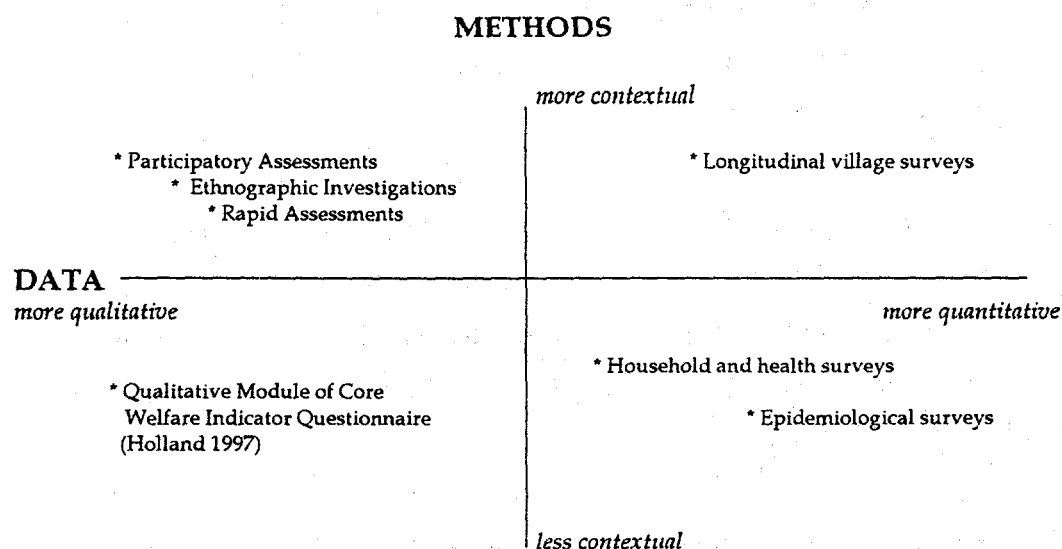 METHODS
more contextual
* Participatory Assessments
* Longitudinal village surveys
* Ethnographic Investigations
* Rapid Assessments
DATA
more qualitative
more quantitative
* Household and health surveys
* Qualitative Module of Core
Welfare Indicator Questionnaire
(Holland 1997)
* Epidemiological surveys
less contextual